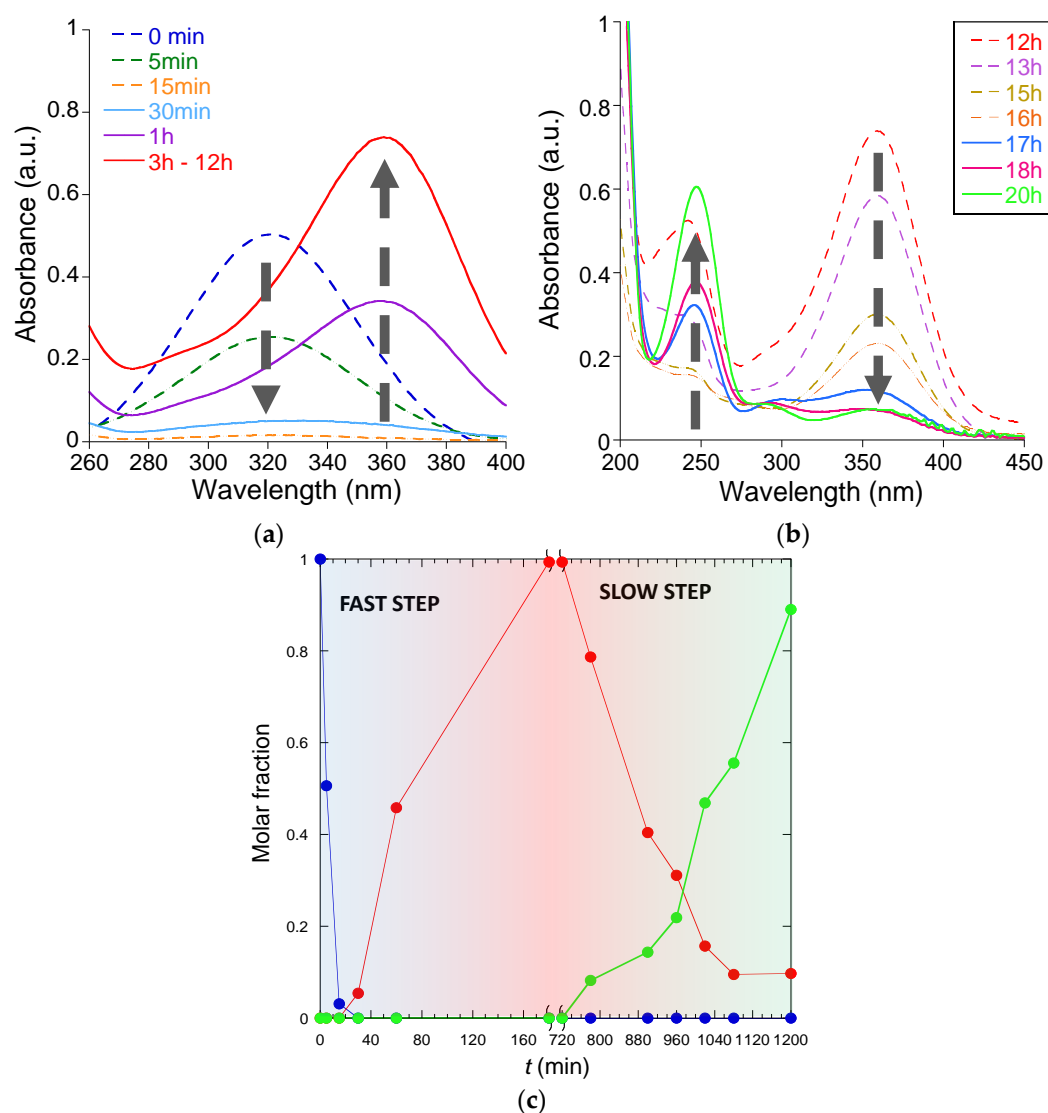 (a)
0 min
5min
15min
30min
1h
3h - 12h
1
0.8
0.6
0.4
0.2
0
Absorbance (a.u.)
260 280 300 320 340 360 380 400
Wavelength (nm)
(b)
12h
13h
15h
16h
17h
18h
20h
1
0.8
0.6
0.4
0.2
0
Absorbance (a.u.)
200 250 300 350 400 450
Wavelength (nm)
(a)
(b)
FAST STEP
SLOW STEP
1
0.8
0.6
0.4
0.2
0
Molar fraction
0 40 80 120 160 720 800 880 960 1040 1120 1200
t (min)
(c)